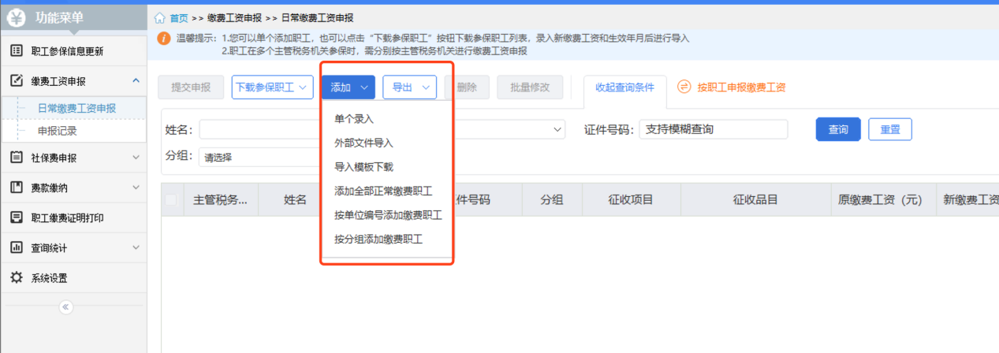 功能菜单
首页 >> 缴费工资申报 >> 日常缴费工资申报
温馨提示：1.您可以单个添加职工，也可以点击“下载参保职工”按钮下载参保职工列表，录入新缴费工资和生效年月后进行导入
2.职工在多个主管税务机关参保时，需分别按主管税务机关进行缴费工资申报
职工参保信息更新
缴费工资申报
日常缴费工资申报
申报记录
社保费申报
费款缴纳
职工缴费证明打印
查询统计
系统设置
提交申报 下载参保职工 添加 导出 删除 批量修改 收起查询条件 按职工申报缴费工资
单个录入
外部文件导入
导入模板下载
添加全部正常缴费职工
按单位编号添加缴费职工
按分组添加缴费职工
姓名： 证件号码： 支持模糊查询 查询 重置
分组： 请选择
主管税务... 姓名 件号码 分组 征收项目 征收品目 原缴费工资（元） 新缴费工资